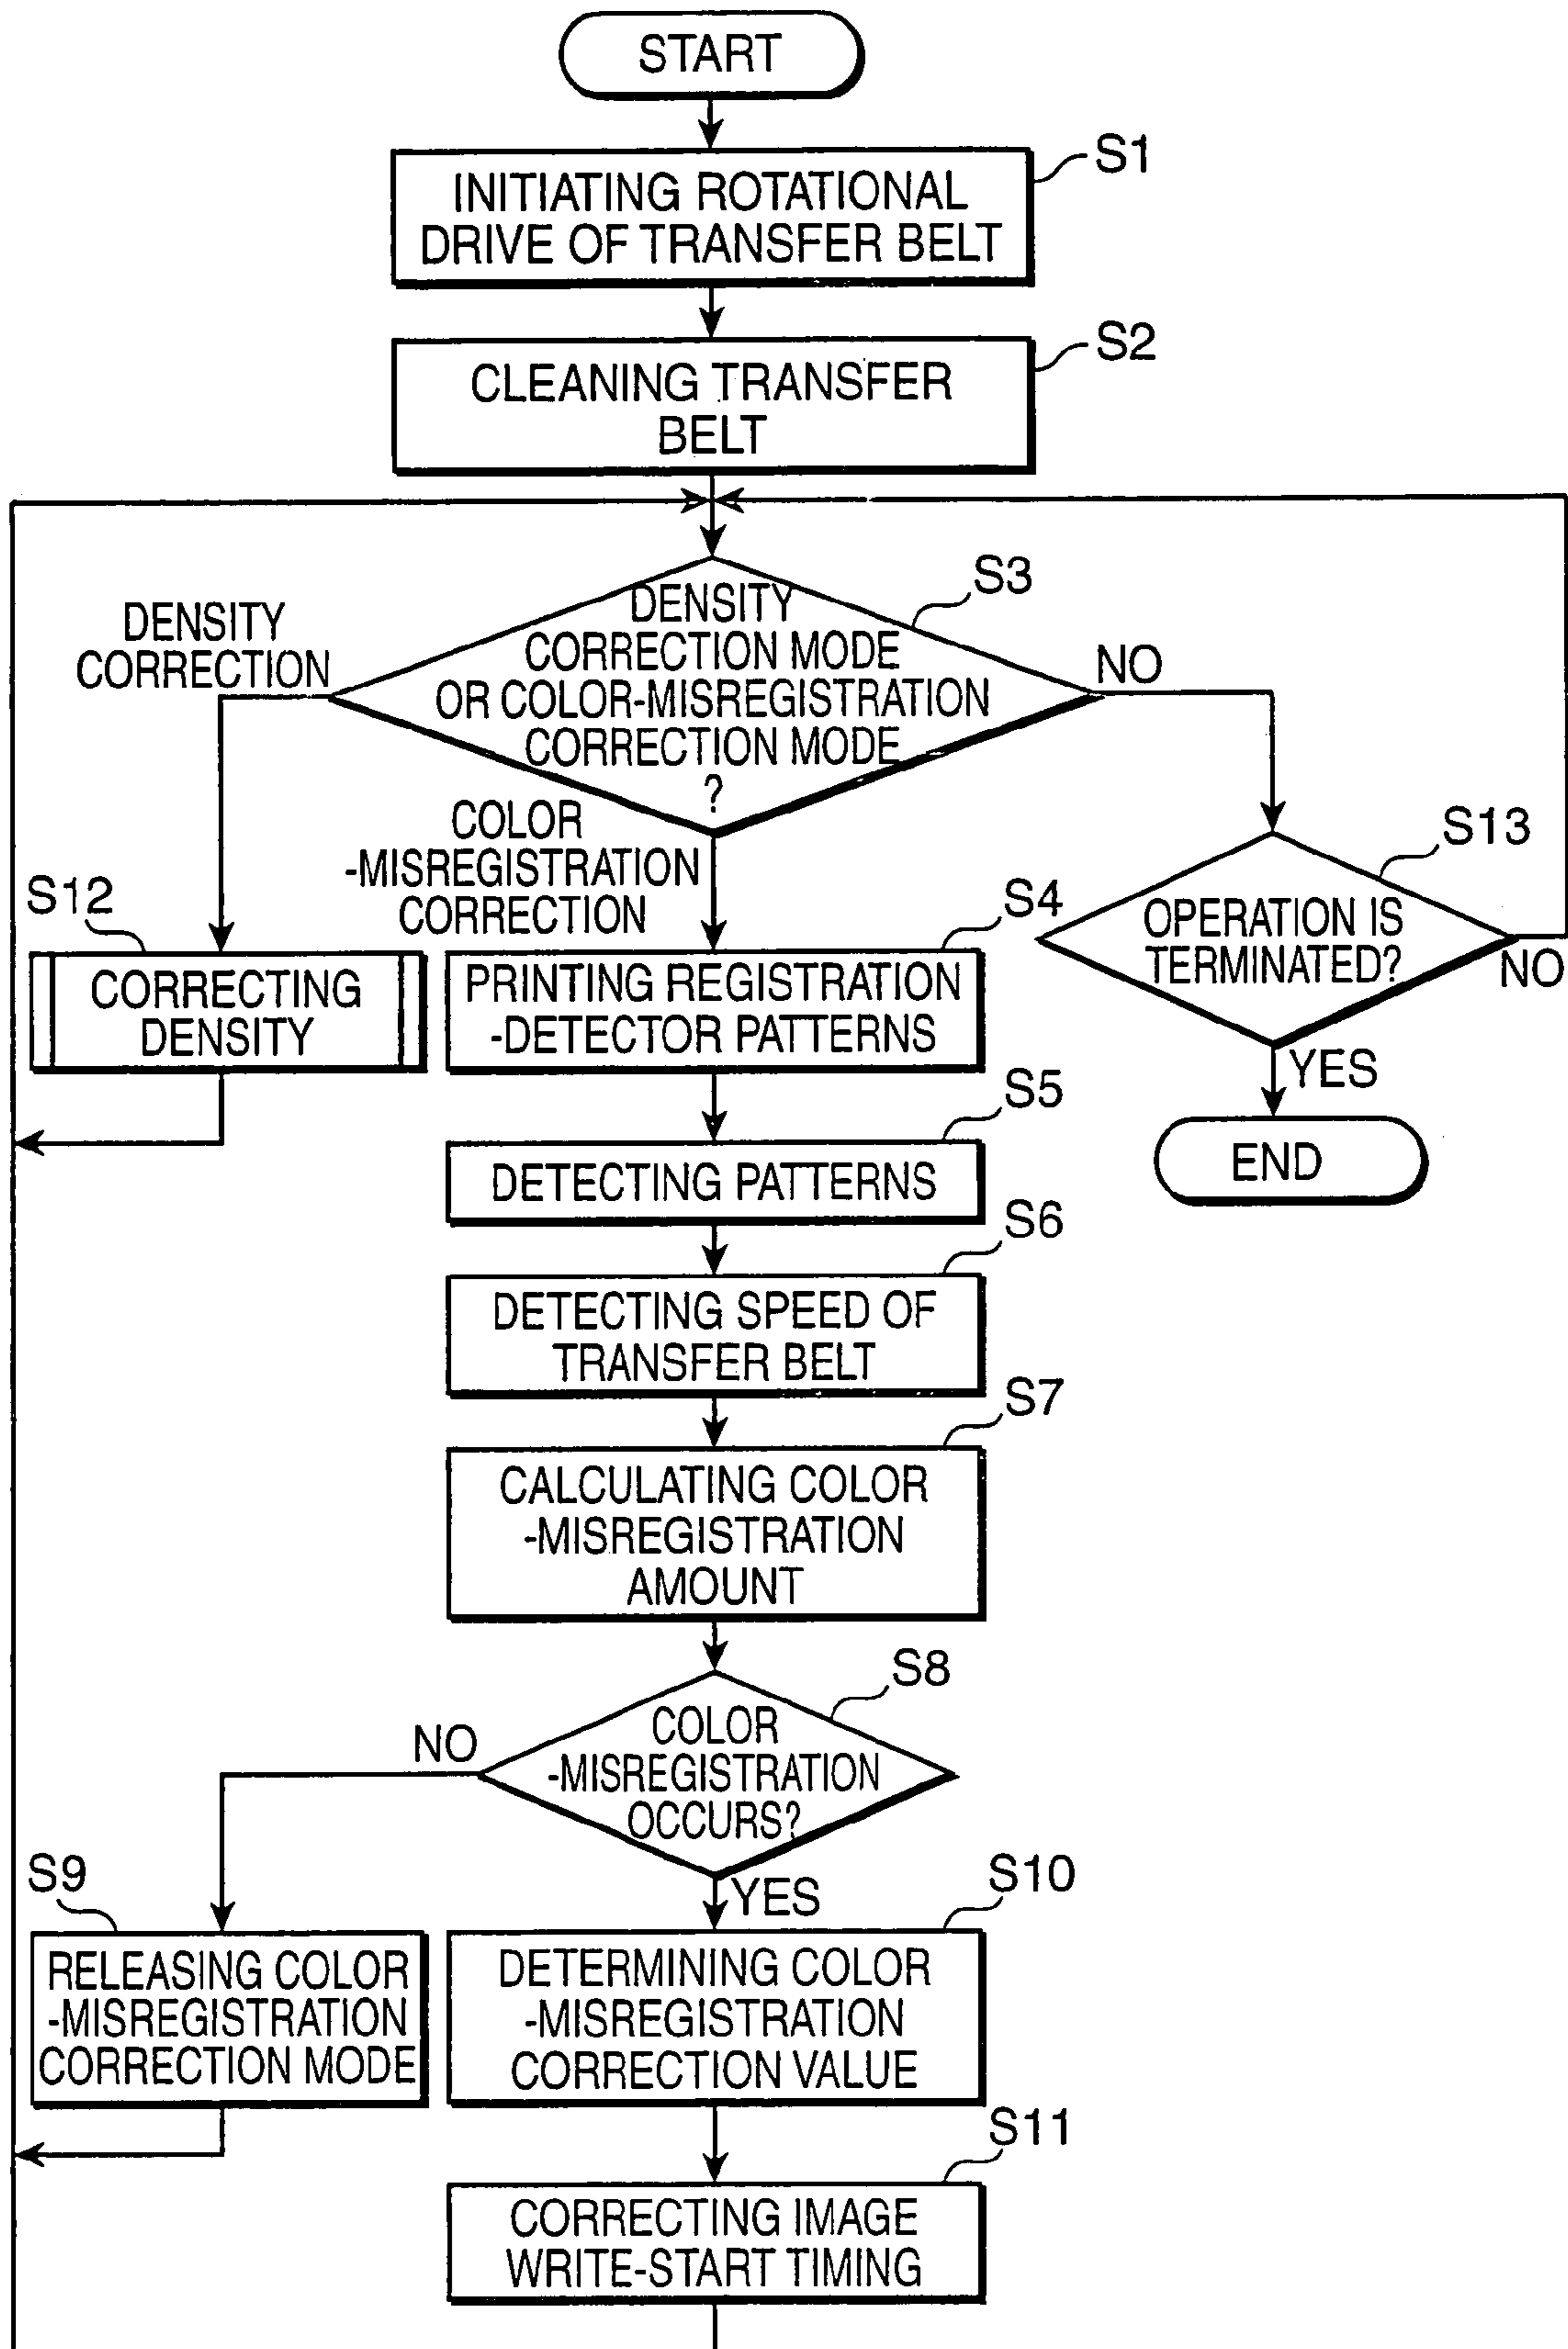 START
S1
INITIATING ROTATIONAL
DRIVE OF TRANSFER BELT
S2
CLEANING TRANSFER
BELT
S3
DENSITY
CORRECTION MODE
OR COLOR-MISREGISTRATION
CORRECTION MODE
?
DENSITY
CORRECTION
NO
COLOR
-MISREGISTRATION
CORRECTION
S13
OPERATION IS
TERMINATED?
NO
YES
END
S12
CORRECTING
DENSITY
S4
PRINTING REGISTRATION
-DETECTOR PATTERNS
S5
DETECTING PATTERNS
S6
DETECTING SPEED OF
TRANSFER BELT
S7
CALCULATING COLOR
-MISREGISTRATION
AMOUNT
S8
COLOR
-MISREGISTRATION
OCCURS?
NO
YES
S9
RELEASING COLOR
-MISREGISTRATION
CORRECTION MODE
S10
DETERMINING COLOR
-MISREGISTRATION
CORRECTION VALUE
S11
CORRECTING IMAGE
WRITE-START TIMING